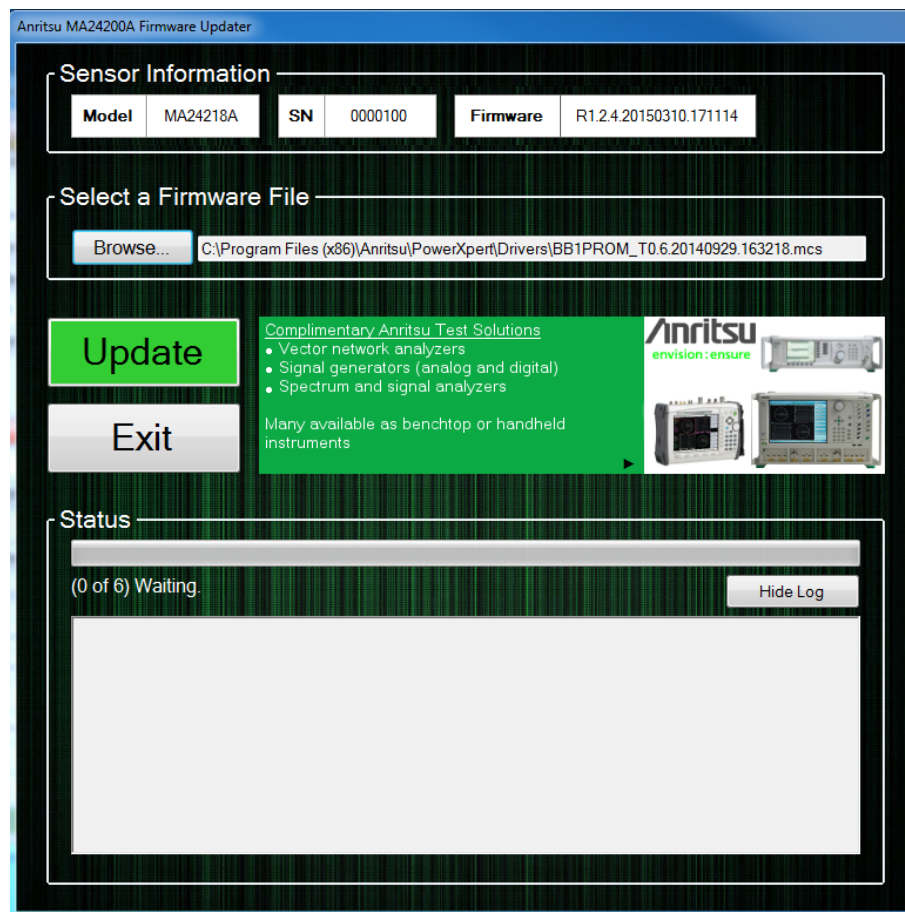 Anritsu MA24200A Firmware Updater
Sensor Information
Model MA24218A SN 0000100 Firmware R1.2.4.20150310.171114
Select a Firmware File
Browse... C:\Program Files (x86)\Anritsu\PowerXpert\Drivers\BB1PROM_T0.6.20140929.163218.mcs
Update
Exit
Complimentary Anritsu Test Solutions
• Vector network analyzers
• Signal generators (analog and digital)
• Spectrum and signal analyzers
Many available as benchtop or handheld
instruments
Anritsu
envision : ensure
Status
(0 of 6) Waiting.
Hide Log